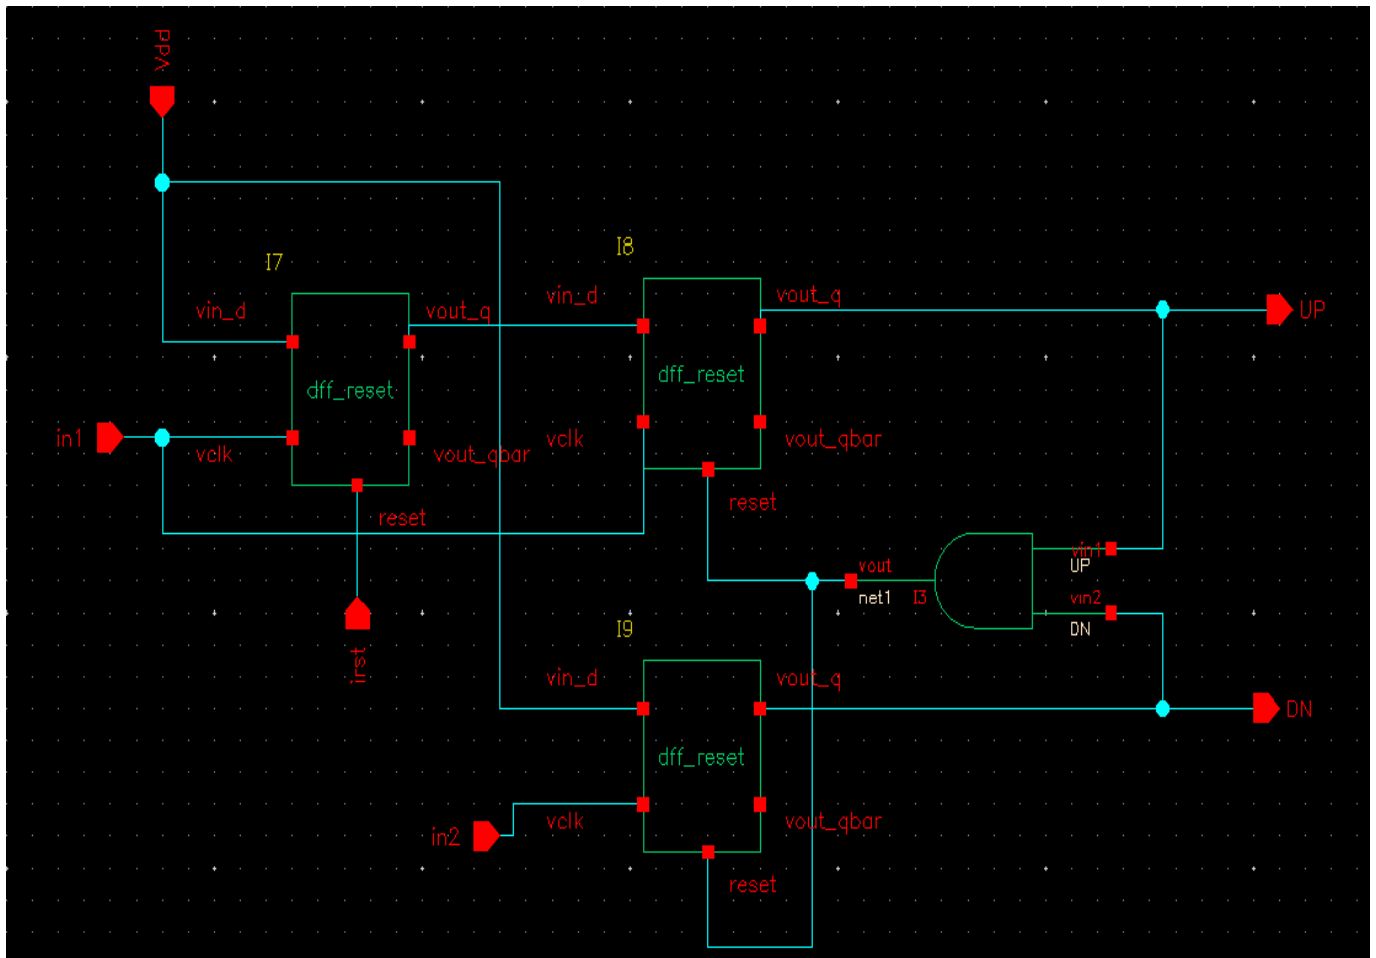 Vdd
I8
I7
vin_d
vout_q
vin_d
vout_q
UP
dff_reset
dff_reset
in1
vclk
vout_qbar
vclk
vout_qbar
reset
reset
vout
vin1
UP
net1
I3
vin2
DN
I9
irst
vin_d
vout_q
DN
dff_reset
in2
vclk
vout_qbar
reset